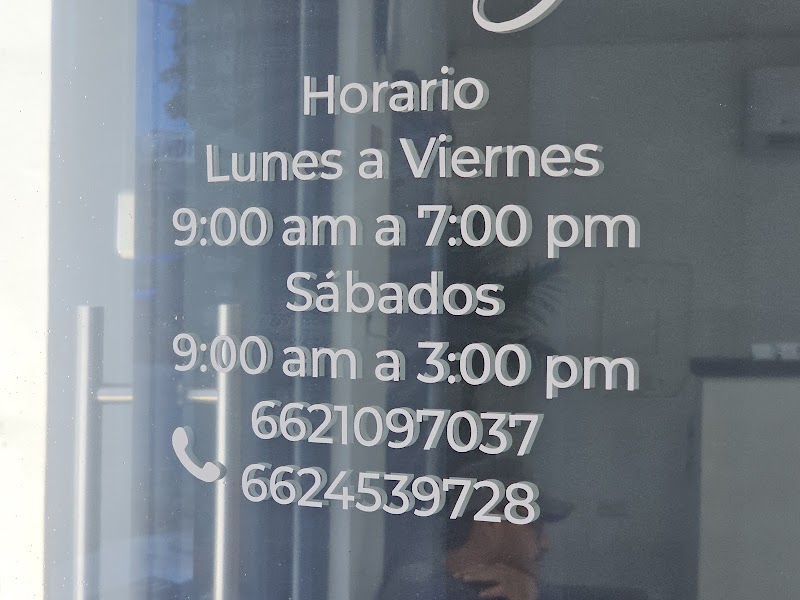 Horario
Lunes a Viernes
9:00 am a 7:00 pm
Sábados
9:00 am a 3:00 pm
6621097037
6624539728